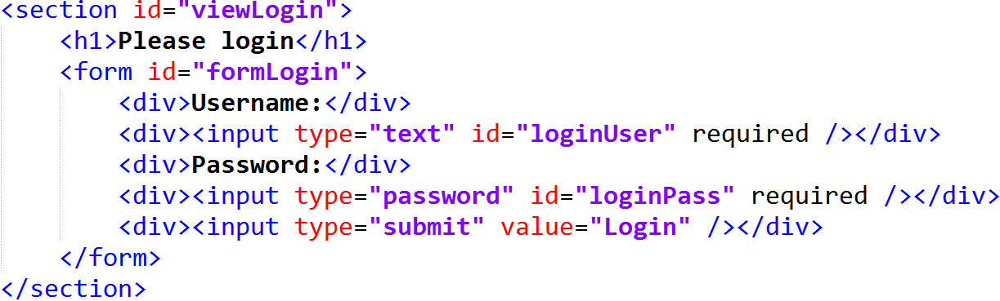 <section id="viewLogin">
    <h1>Please login</h1>
    <form id="formLogin">
        <div>Username:</div>
        <div><input type="text" id="loginUser" required /></div>
        <div>Password:</div>
        <div><input type="password" id="loginPass" required /></div>
        <div><input type="submit" value="Login" /></div>
    </form>
</section>